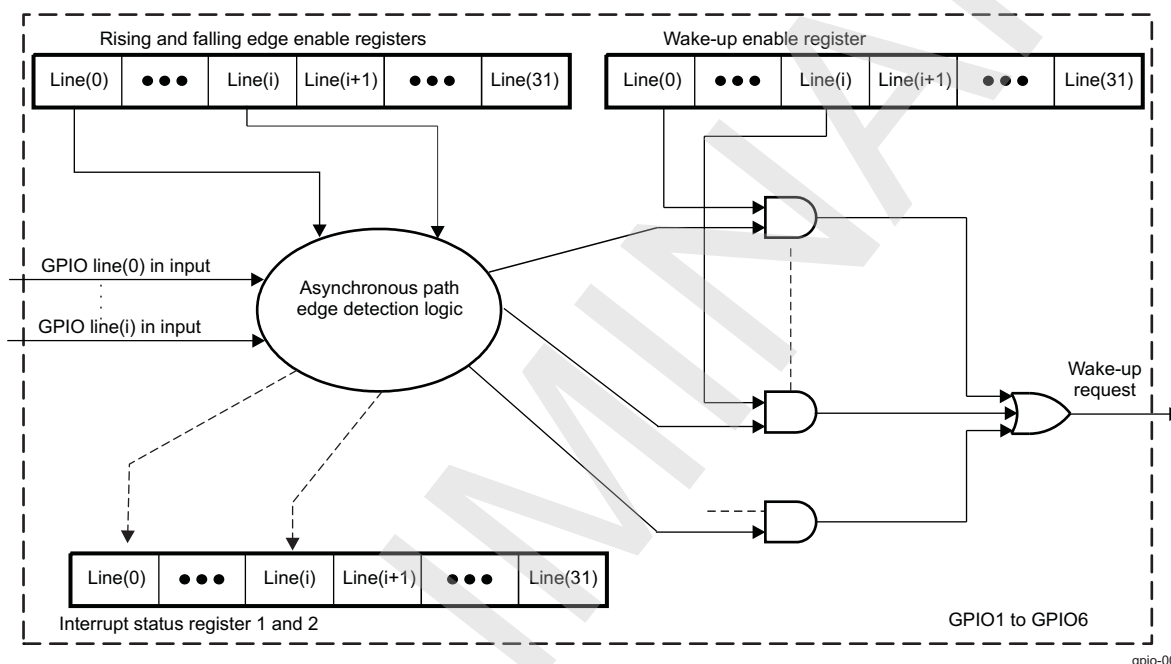 Rising and falling edge enable registers
Wake-up enable register
Line(0) ●●● Line(i) Line(i+1) ●●● Line(31)
Line(0) ●●● Line(i) Line(i+1) ●●● Line(31)
GPIO line(0) in input
GPIO line(i) in input
Asynchronous path
edge detection logic
Wake-up
request
Line(0) ●●● Line(i) Line(i+1) ●●● Line(31)
Interrupt status register 1 and 2
GPIO1 to GPIO6
IMINA